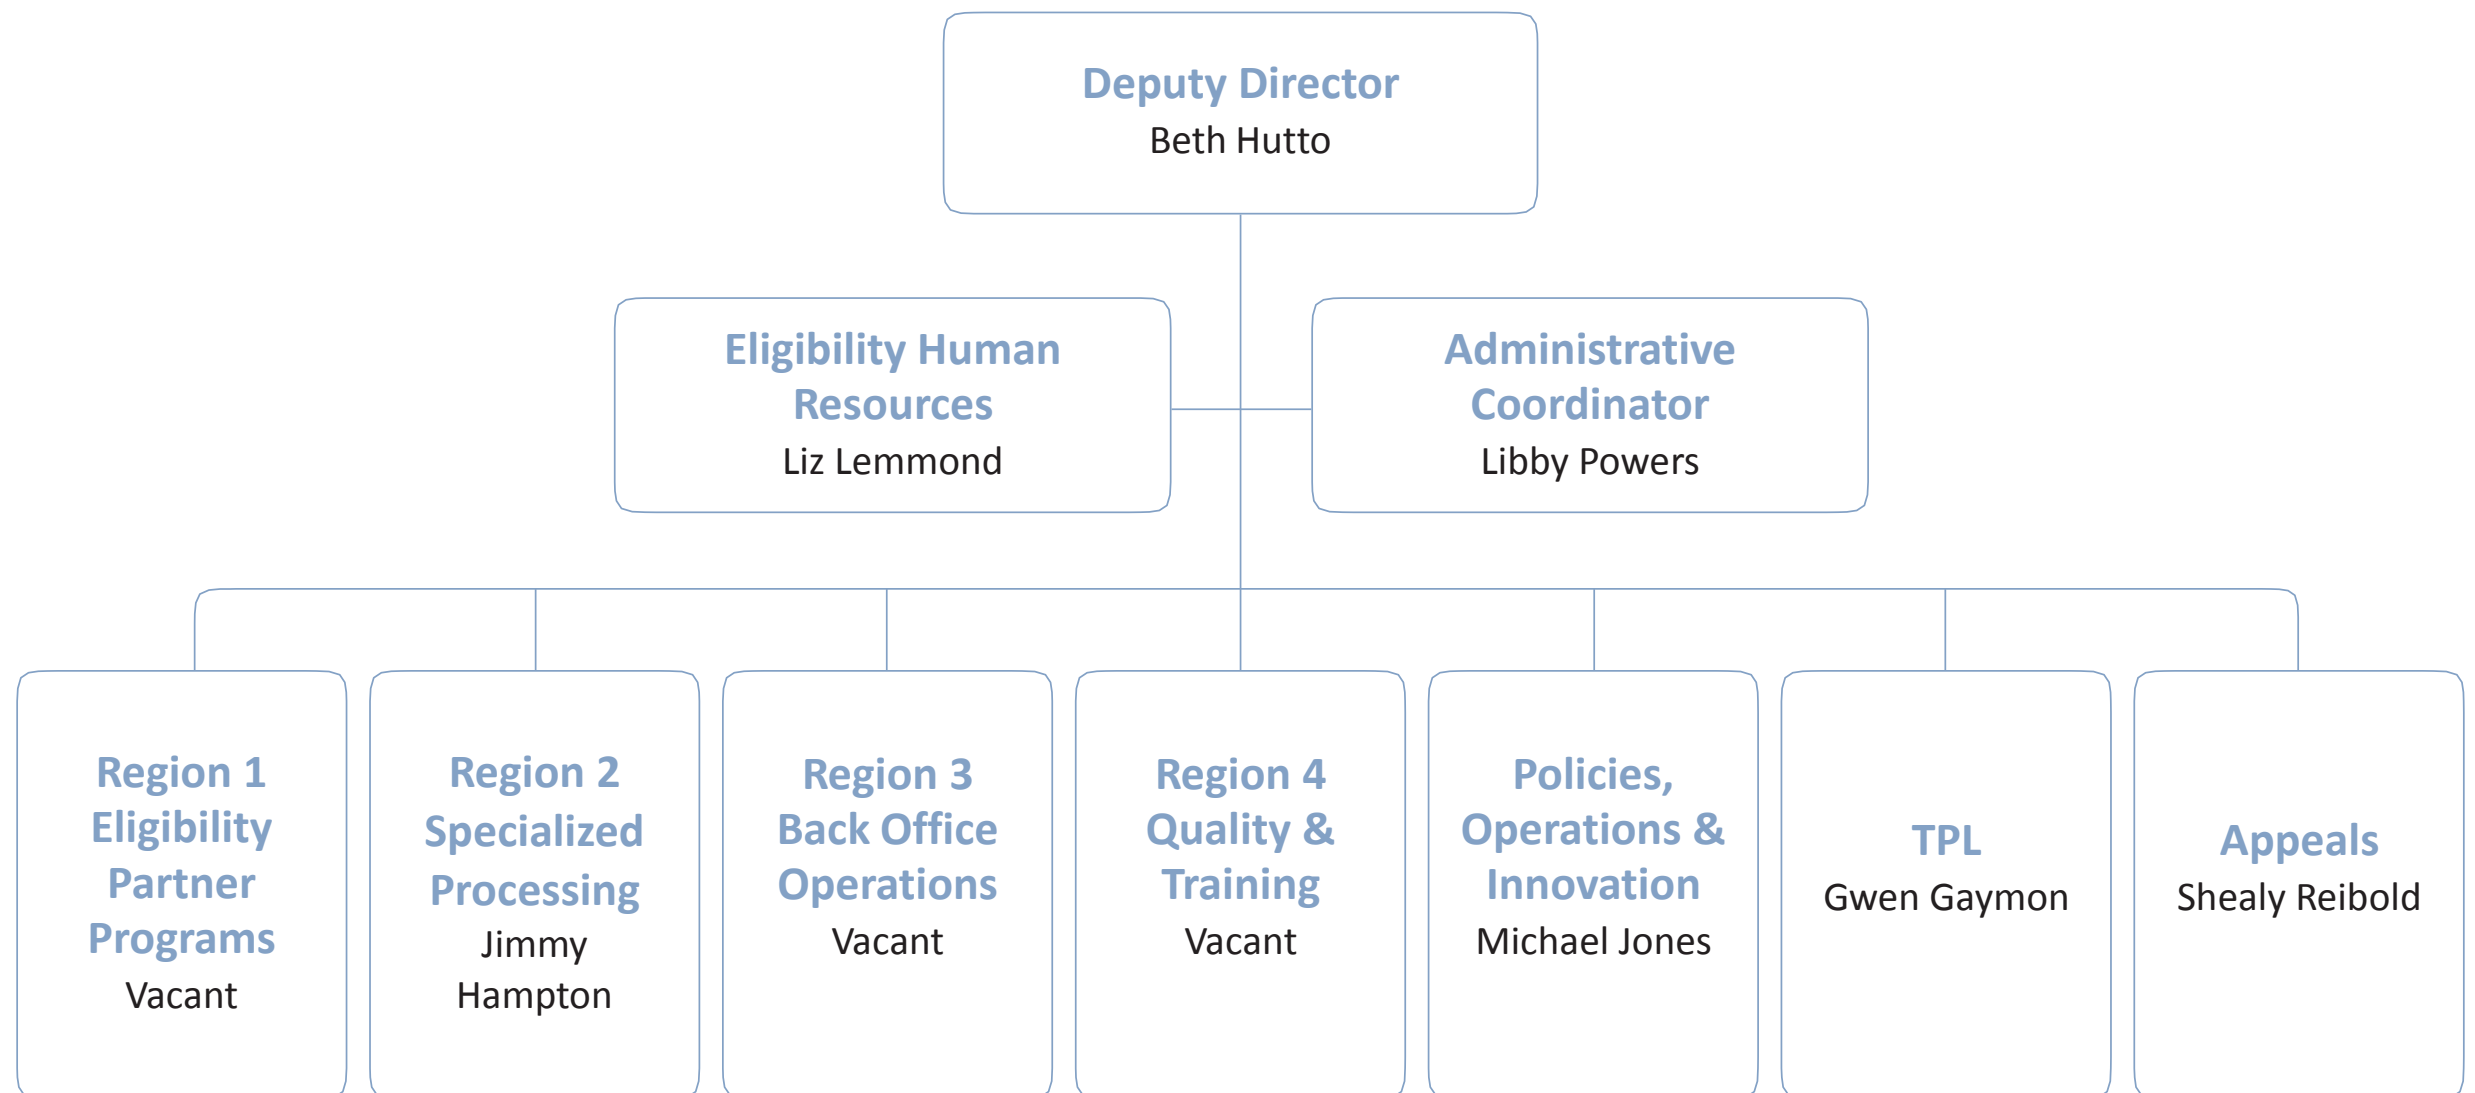 Deputy Director
Beth Hutto
Eligibility Human
Resources
Liz Lemmond
Administrative
Coordinator
Libby Powers
Region 1
Eligibility
Partner
Programs
Vacant
Region 2
Specialized
Processing
Jimmy
Hampton
Region 3
Back Office
Operations
Vacant
Region 4
Quality &
Training
Vacant
Policies,
Operations &
Innovation
Michael Jones
TPL
Gwen Gaymon
Appeals
Shealy Reibold